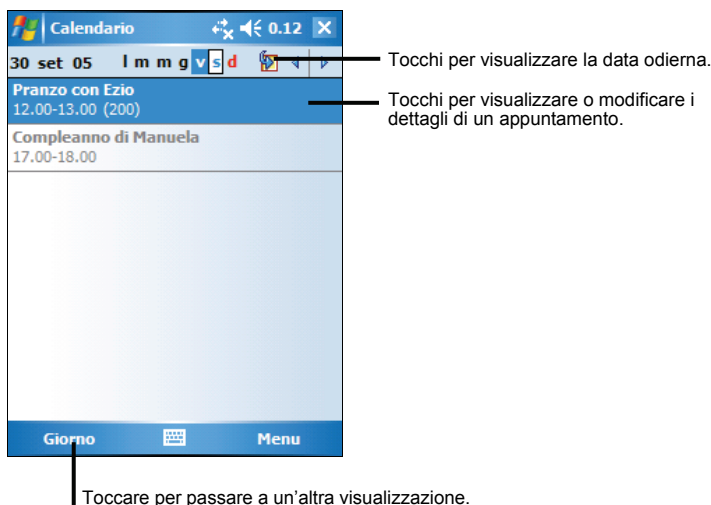 Calendario 0.12
30 set 05 l m m g v s d
Tocchi per visualizzare la data odierna.
Pranzo con Ezio
12.00-13.00 (200)
Tocchi per visualizzare o modificare i
dettagli di un appuntamento.
Compleanno di Manuela
17.00-18.00
Giorno Menu
Toccare per passare a un'altra visualizzazione.